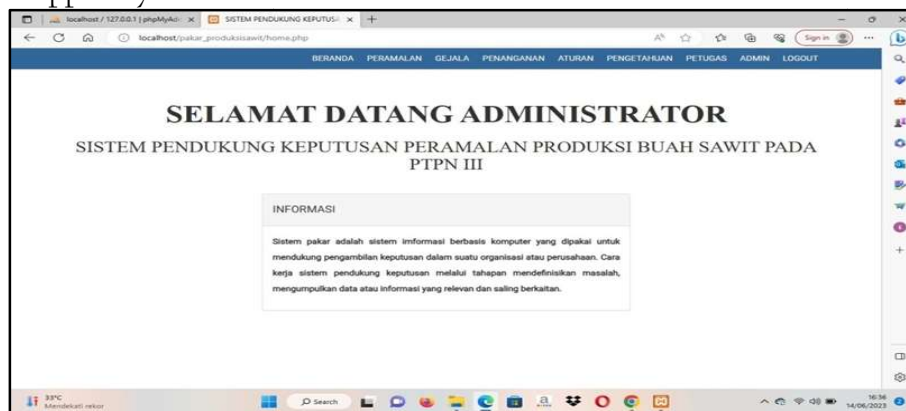 localhost / 127.0.0.1 | phpMyAd
SISTEM PENDUKUNG KEPUTUS
localhost/pakar_produksisawit/home.php
Sign in
BERANDA PERAMALAN GEJALA PENANGANAN ATURAN PENGETAHUAN PETUGAS ADMIN LOGOUT
SELAMAT DATANG ADMINISTRATOR
SISTEM PENDUKUNG KEPUTUSAN PERAMALAN PRODUKSI BUAH SAWIT PADA
PTPN III
INFORMASI
Sistem pakar adalah sistem imformasi berbasis komputer yang dipakai untuk
mendukung pengambilan keputusan dalam suatu organisasi atau perusahaan. Cara
kerja sistem pendukung keputusan melalui tahapan mendefinisikan masalah,
mengumpulkan data atau informasi yang relevan dan saling berkaitan.
33°C
Mendekati rekor
Search
16:36
14/06/2023